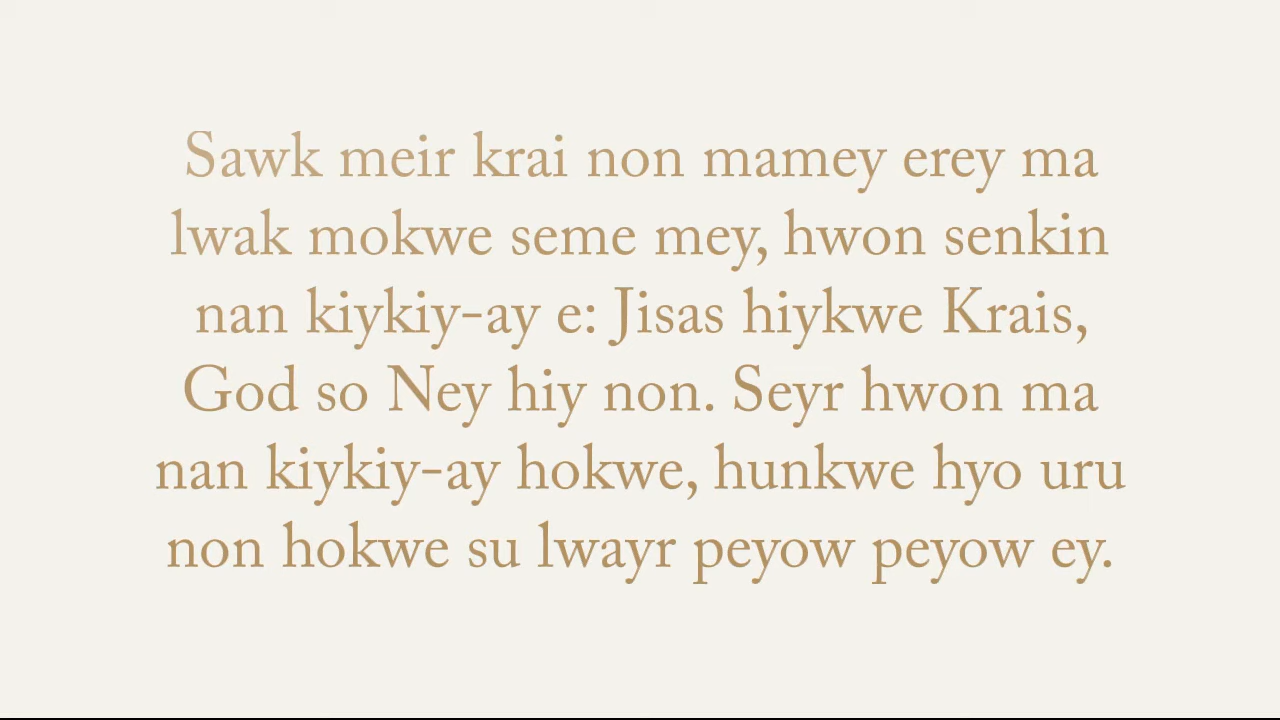 Sawk meir krai non mamey erey ma
lwak mokwe seme mey, hwon senkin
nan kiykiy-ay e: Jisas hiykwe Krais,
God so Ney hiy non. Seyr hwon ma
nan kiykiy-ay hokwe, hunkwe hyo uru
non hokwe su lwayr peyow peyow ey.